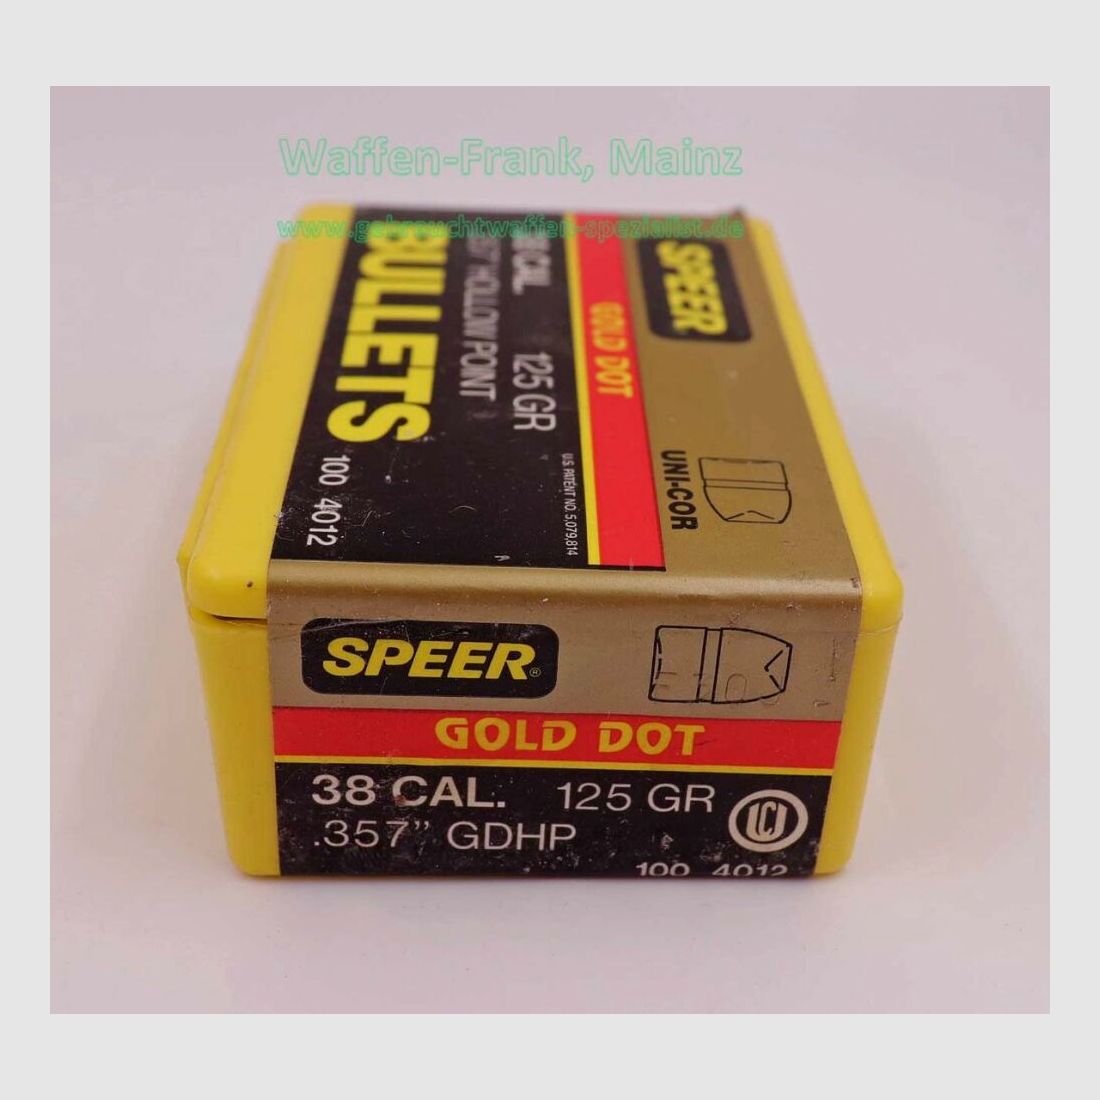 Waffen-Frank, Mainz
www.gebrauchtwaffen-spezialist.de
SPEER
GOLD DOT
UNI-COR
38 CAL. 125 GR
.357" HOLLOW POINT
BULLETS
100 4012
U.S. PATENT NO. 5,079,814
SPEER®
GOLD DOT
38 CAL. 125 GR
.357" GDHP
100 4012